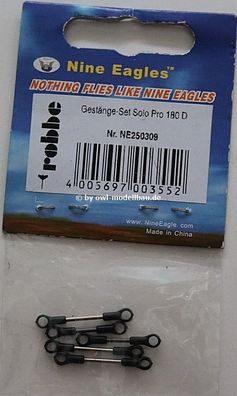 Nine Eagles™
NOTHING FLIES LIKE NINE EAGLES
robbe
Gestänge-Set Solo Pro 180 D
Nr. NE250309
4 005697 003552
© by owl-modellbau.de
www.NineEagle.com
Made in China